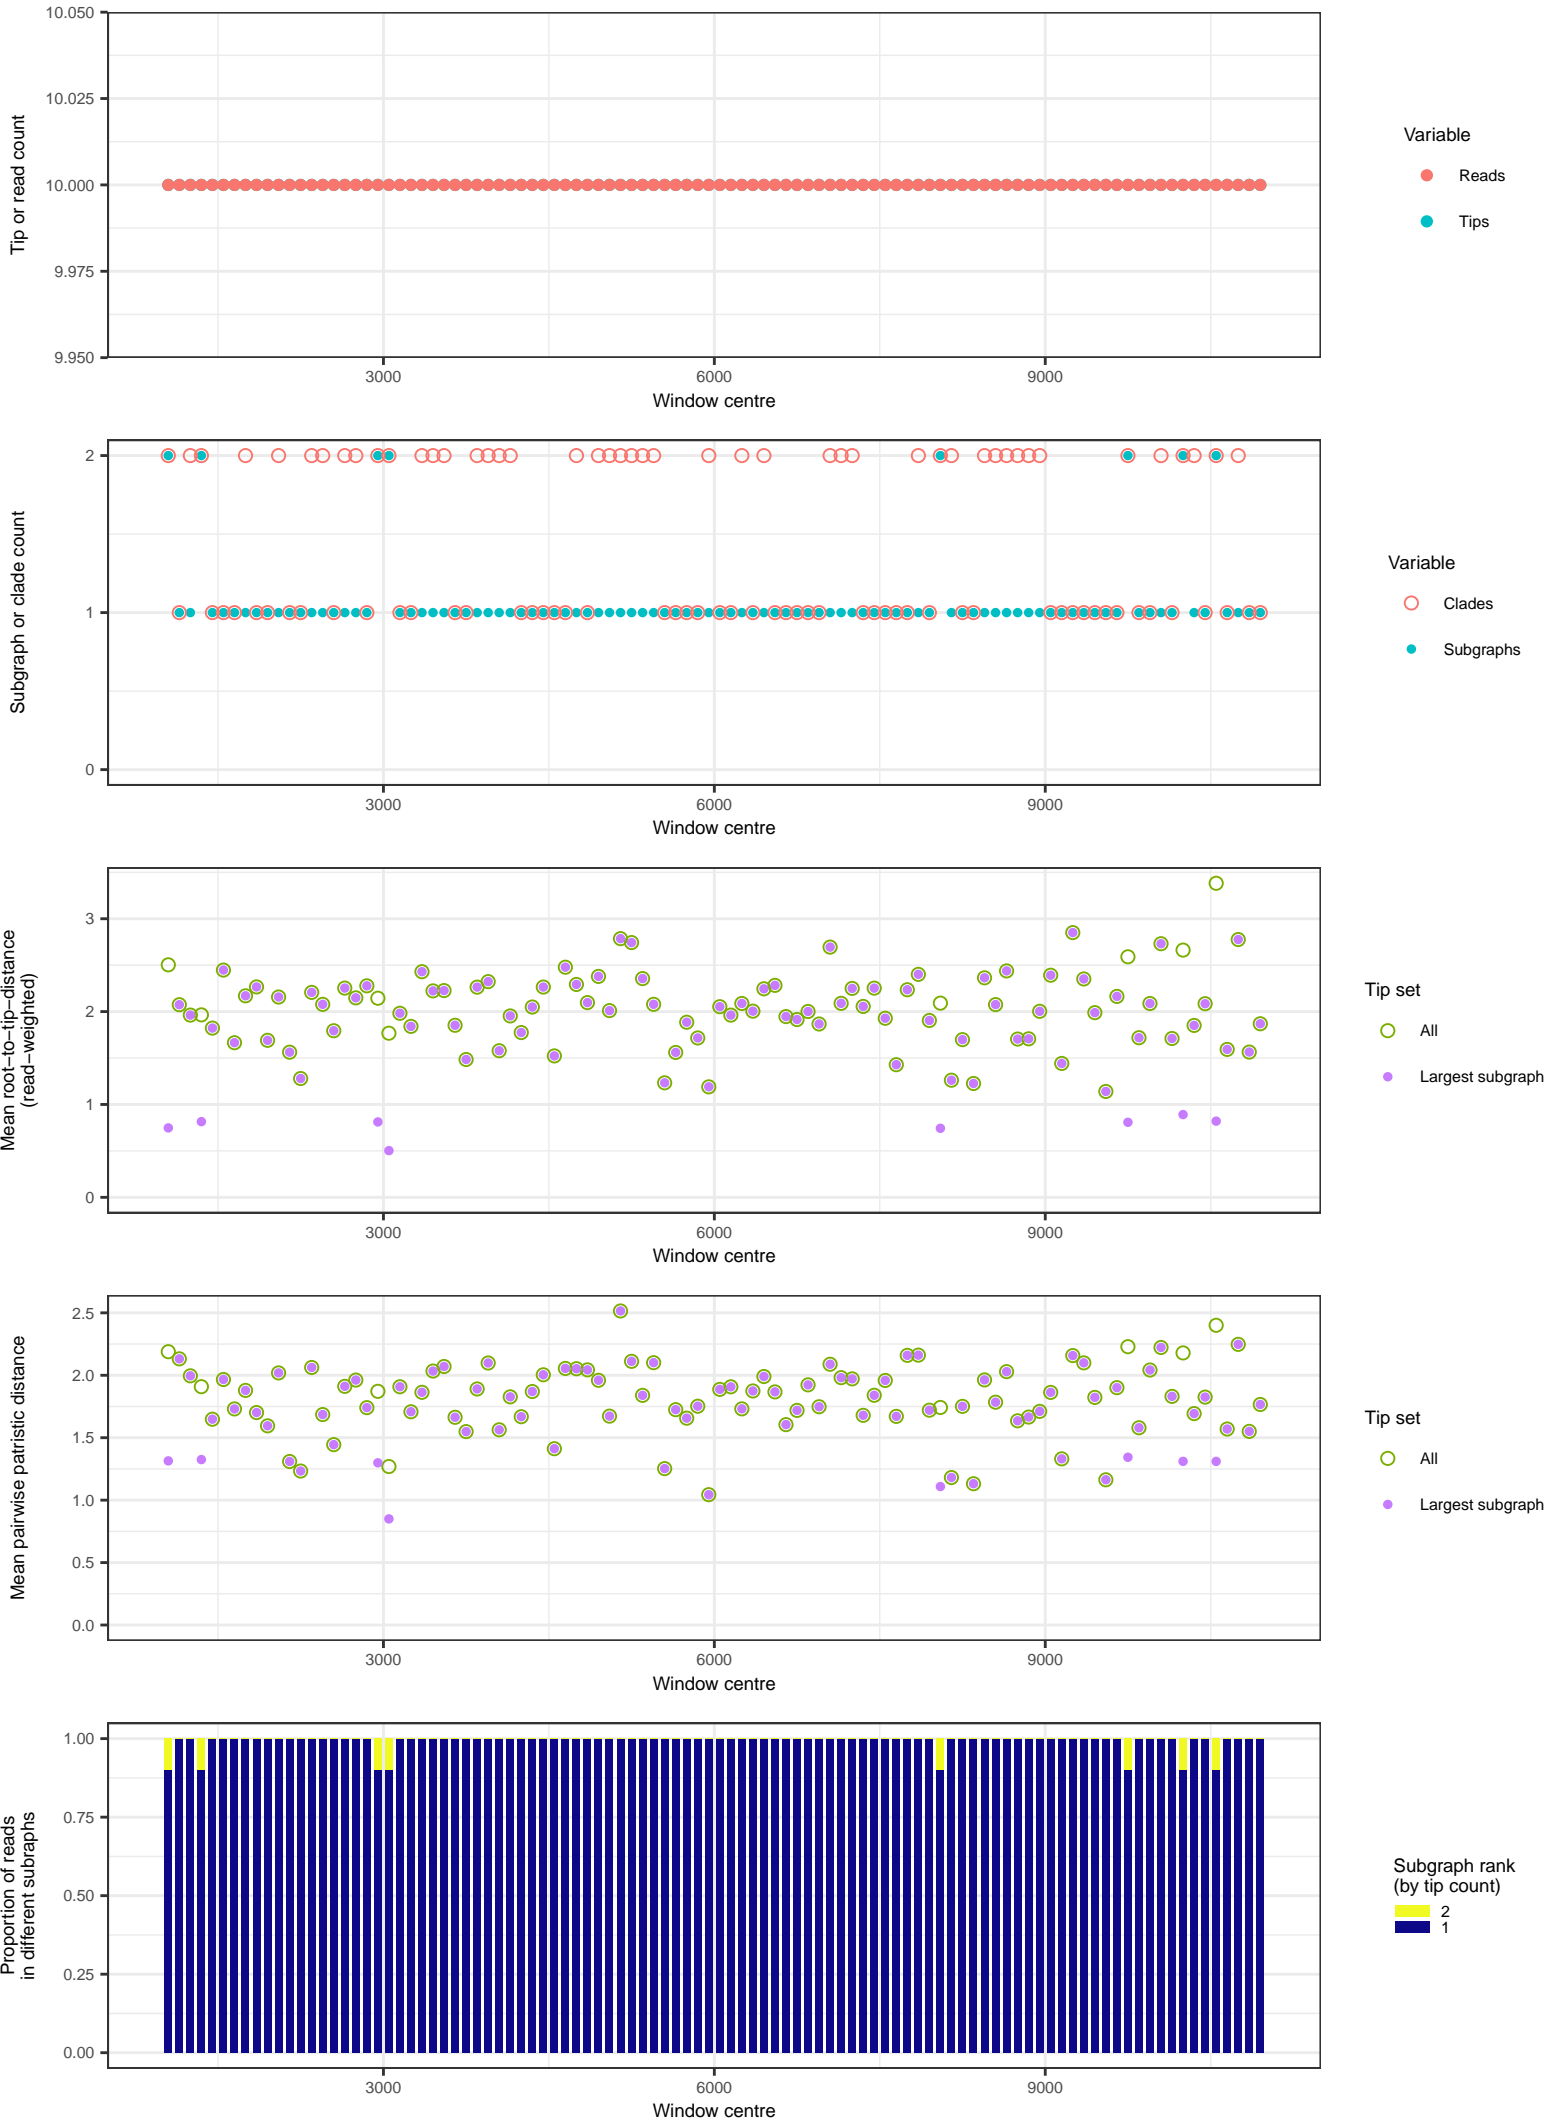 10.050
10.025
10.000
9.975
9.950
Tip or read count
3000
6000
9000
Window centre
Variable
Reads
Tips
2
1
0
Subgraph or clade count
3000
6000
9000
Window centre
Variable
Clades
Subgraphs
3
2
1
0
Mean root−to−tip−distance
(read−weighted)
3000
6000
9000
Window centre
Tip set
All
Largest subgraph
2.5
2.0
1.5
1.0
0.5
0.0
Mean pairwise patristic distance
3000
6000
9000
Window centre
Tip set
All
Largest subgraph
1.00
0.75
0.50
0.25
0.00
Proportion of reads
in different subraphs
3000
6000
9000
Window centre
Subgraph rank
(by tip count)
2
1